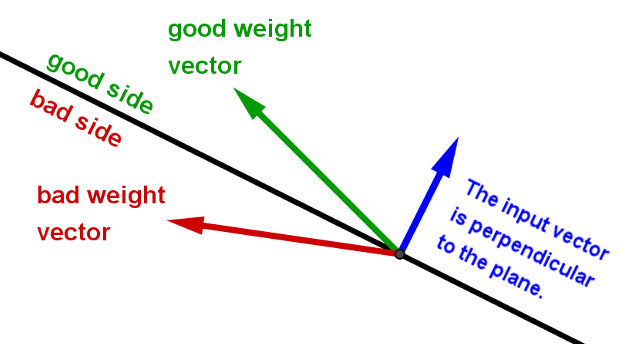 good weight
vector
good side
bad side
bad weight
vector
The input vector
is perpendicular
to the plane.